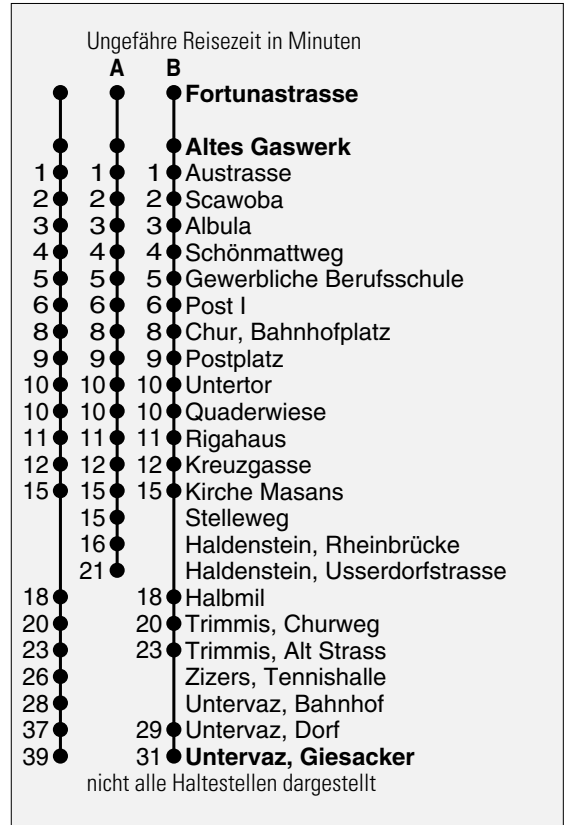 Ungefähre Reisezeit in Minuten
A B
Fortunastrasse
Altes Gaswerk
1 1 1 Austrasse
2 2 2 Scawoba
3 3 3 Albula
4 4 4 Schönmattweg
5 5 5 Gewerbliche Berufsschule
6 6 6 Post I
8 8 8 Chur, Bahnhofplatz
9 9 9 Postplatz
10 10 10 Untertor
10 10 10 Quaderwiese
11 11 11 Rigahaus
12 12 12 Kreuzgasse
15 15 15 Kirche Masans
15 Stelleweg
16 Haldenstein, Rheinbrücke
21 Haldenstein, Usserdorfstrasse
18 18 Halbmil
20 20 Trimmis, Churweg
23 23 Trimmis, Alt Strass
26 Zizers, Tennishalle
28 Untervaz, Bahnhof
37 29 Untervaz, Dorf
39 31 Untervaz, Giesacker
nicht alle Haltestellen dargestellt